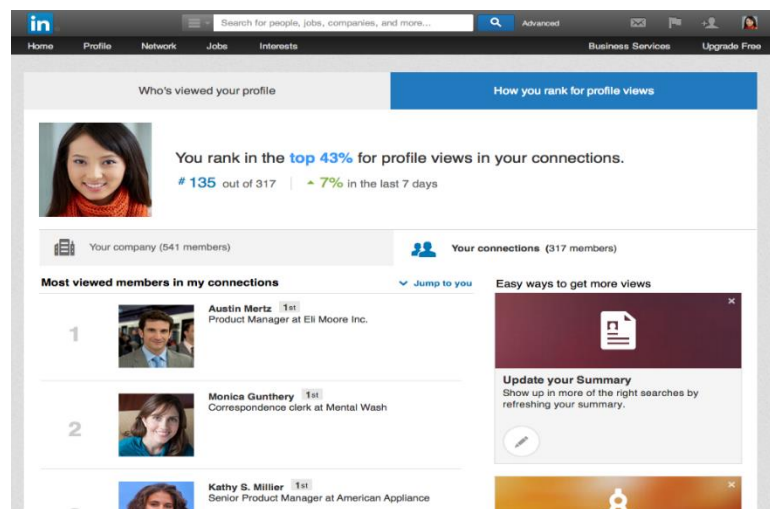 in
Search for people, jobs, companies, and more...
Advanced
Home Profile Network Jobs Interests
Business Services Upgrade Free
Who's viewed your profile
How you rank for profile views
You rank in the top 43% for profile views in your connections.
# 135 out of 317
7% in the last 7 days
Your company (541 members)
Your connections (317 members)
Most viewed members in my connections
Jump to you
1
Austin Mertz 1st
Product Manager at Eli Moore Inc.
2
Monica Gunthery 1st
Correspondence clerk at Mental Wash
Kathy S. Millier 1st
Senior Product Manager at American Appliance
Easy ways to get more views
Update your Summary
Show up in more of the right searches by
refreshing your summary.